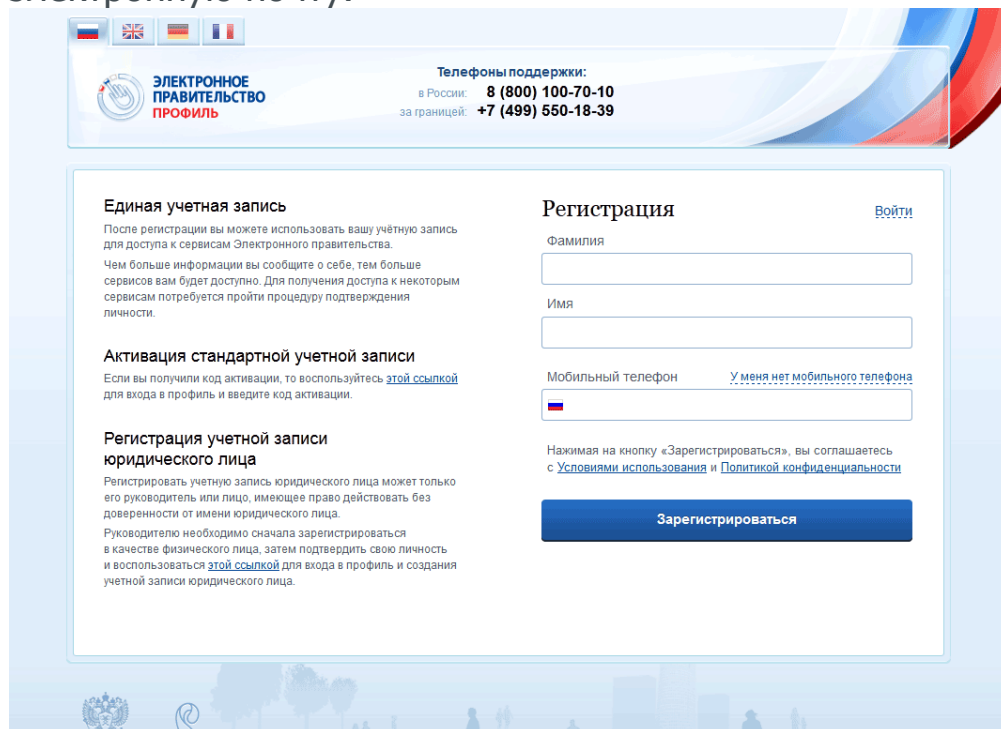 электронную почту.
ЭЛЕКТРОННОЕ
ПРАВИТЕЛЬСТВО
ПРОФИЛЬ
Телефоны поддержки:
в России: 8 (800) 100-70-10
за границей: +7 (499) 550-18-39
Единая учетная запись
После регистрации вы можете использовать вашу учётную запись
для доступа к сервисам Электронного правительства.
Чем больше информации вы сообщите о себе, тем больше
сервисов вам будет доступно. Для получения доступа к некоторым
сервисам потребуется пройти процедуру подтверждения
личности.
Активация стандартной учетной записи
Если вы получили код активации, то воспользуйтесь этой ссылкой
для входа в профиль и введите код активации.
Регистрация учетной записи
юридического лица
Регистрировать учетную запись юридического лица может только
его руководитель или лицо, имеющее право действовать без
доверенности от имени юридического лица.
Руководителю необходимо сначала зарегистрироваться
в качестве физического лица, затем подтвердить свою личность
и воспользоваться этой ссылкой для входа в профиль и создания
учетной записи юридического лица.
Регистрация
Войти
Фамилия
Имя
Мобильный телефон
У меня нет мобильного телефона
Нажимая на кнопку «Зарегистрироваться», вы соглашаетесь
с Условиями использования и Политикой конфиденциальности
Зарегистрироваться